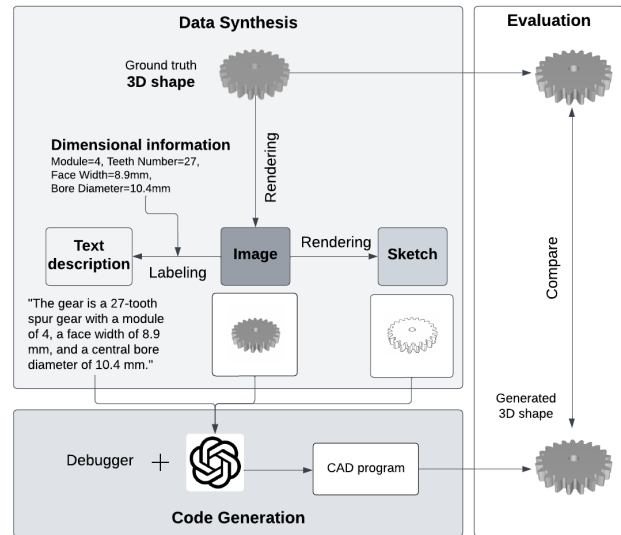 Data Synthesis
Evaluation
Ground truth
3D shape
Rendering
Dimensional information
Module=4, Teeth Number=27,
Face Width=8.9mm,
Bore Diameter=10.4mm
Text
description
Labeling
Image
Rendering
Sketch
"The gear is a 27-tooth
spur gear with a module
of 4, a face width of 8.9
mm, and a central bore
diameter of 10.4 mm."
Compare
Generated
3D shape
Debugger +
CAD program
Code Generation